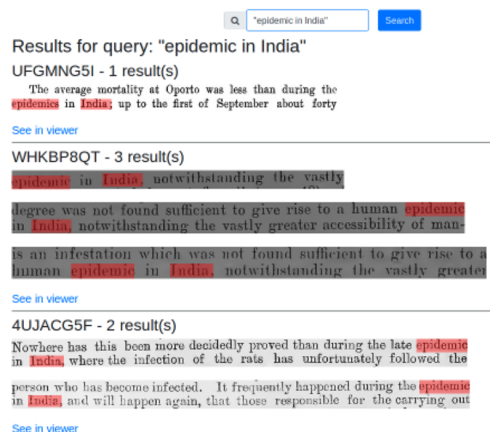 "epidemic in India"
Search
Results for query: "epidemic in India"
UFGMNG5I - 1 result(s)
The average mortality at Oporto was less than during the
epidemics in India; up to the first of September about forty
See in viewer
WHKBP8QT - 3 result(s)
epidemic in India, notwithstanding the vastly
degree was not found sufficient to give rise to a human epidemic
in India, notwithstanding the vastly greater accessibility of man-
is an infestation which was not found sufficient to give rise to a
human epidemic in India, notwithstanding the vastly greater
See in viewer
4UJACG5F - 2 result(s)
Nowhere has this been more decidedly proved than during the late epidemic
in India, where the infection of the rats has unfortunately followed the
person who has become infected. It frequently happened during the epidemic
in India, and will happen again, that those responsible for the carrying out
See in viewer